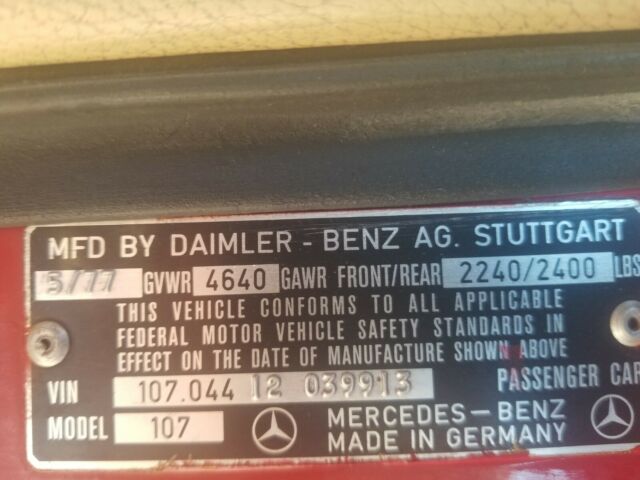 MFD BY DAIMLER - BENZ AG. STUTTGART
5/77 GVWR 4640 GAWR FRONT/REAR 2240/2400 LBS
THIS VEHICLE CONFORMS TO ALL APPLICABLE
FEDERAL MOTOR VEHICLE SAFETY STANDARDS IN
EFFECT ON THE DATE OF MANUFACTURE SHOWN ABOVE
VIN 107.044 12 039913 PASSENGER CAR
MODEL 107 MERCEDES-BENZ
MADE IN GERMANY